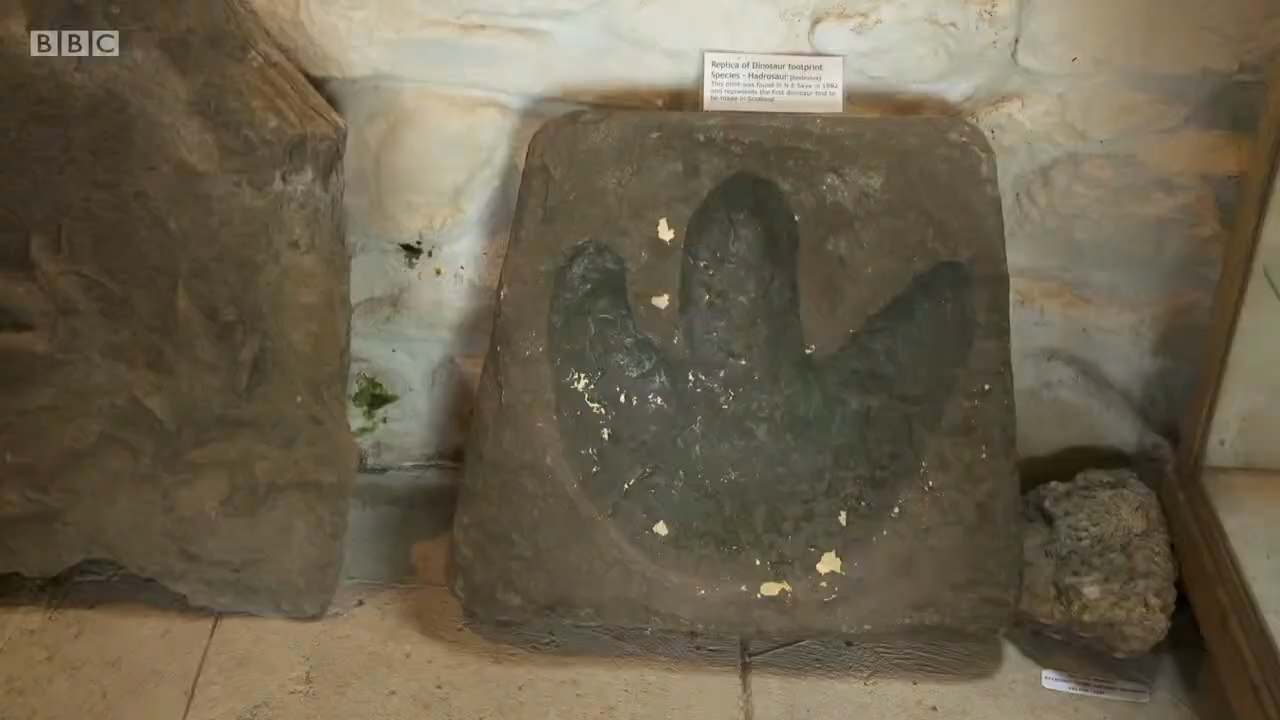 BBC
Replica of Dinosaur footprint
Species - Hadrosaur
This print was found in N E Skye in 1982
and represents the first dinosaur find to
be made in Scotland